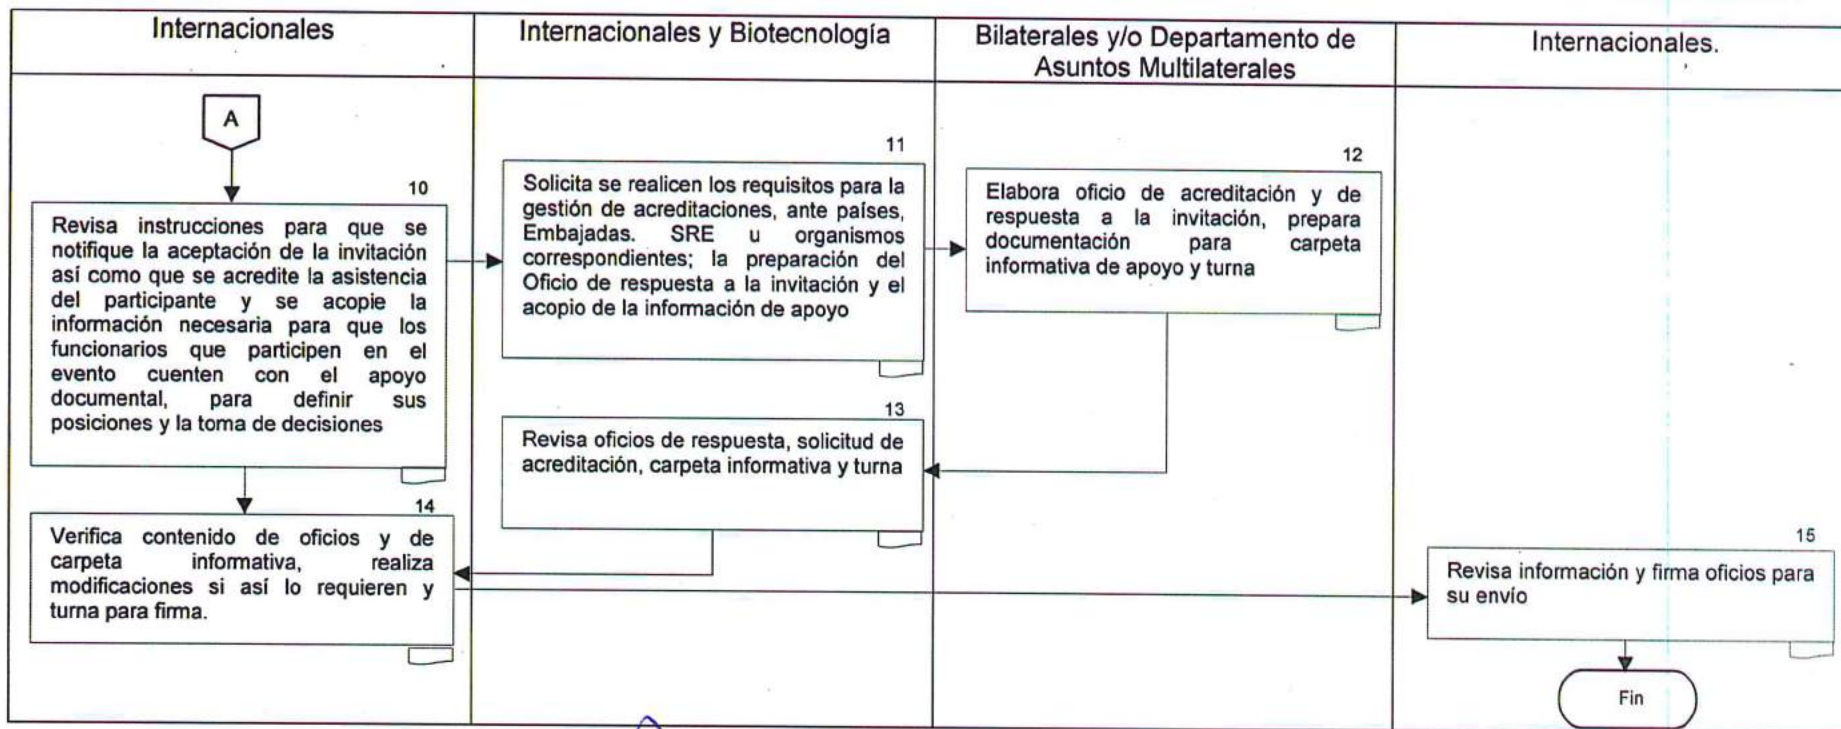 Internacionales
Internacionales y Biotecnología
Bilaterales y/o Departamento de
Asuntos Multilaterales
Internacionales.
A
10
Revisa instrucciones para que se
notifique la aceptación de la invitación
así como que se acredite la asistencia
del participante y se acopie la
información necesaria para que los
funcionarios que participen en el
evento cuenten con el apoyo
documental, para definir sus
posiciones y la toma de decisiones
11
Solicita se realicen los requisitos para la
gestión de acreditaciones, ante países,
Embajadas. SRE u organismos
correspondientes; la preparación del
Oficio de respuesta a la invitación y el
acopio de la información de apoyo
12
Elabora oficio de acreditación y de
respuesta a la invitación, prepara
documentación para carpeta
informativa de apoyo y turna
13
Revisa oficios de respuesta, solicitud de
acreditación, carpeta informativa y turna
14
Verifica contenido de oficios y de
carpeta informativa, realiza
modificaciones si así lo requieren y
turna para firma.
15
Revisa información y firma oficios para
su envío
Fin